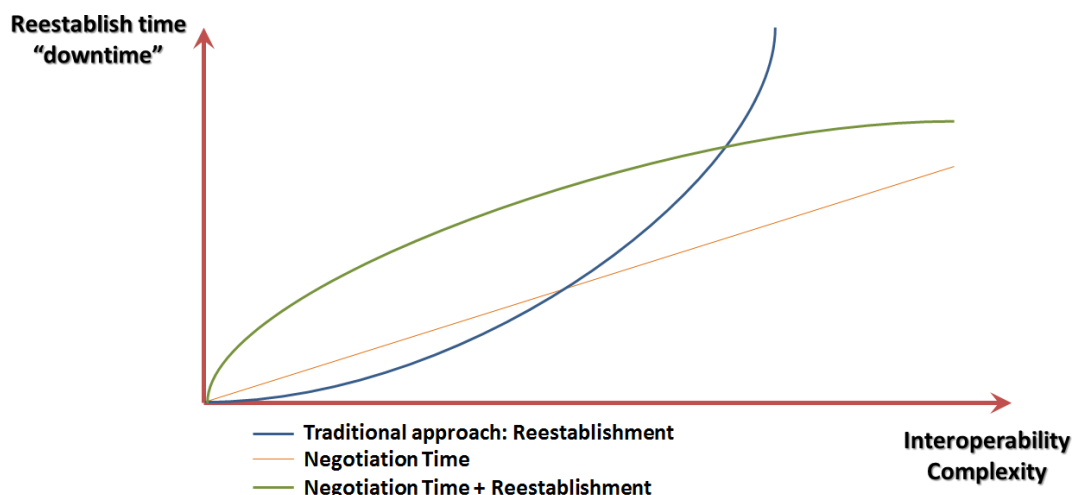 Reestablish time
“downtime”
Traditional approach: Reestablishment
Negotiation Time
Negotiation Time + Reestablishment
Interoperability
Complexity